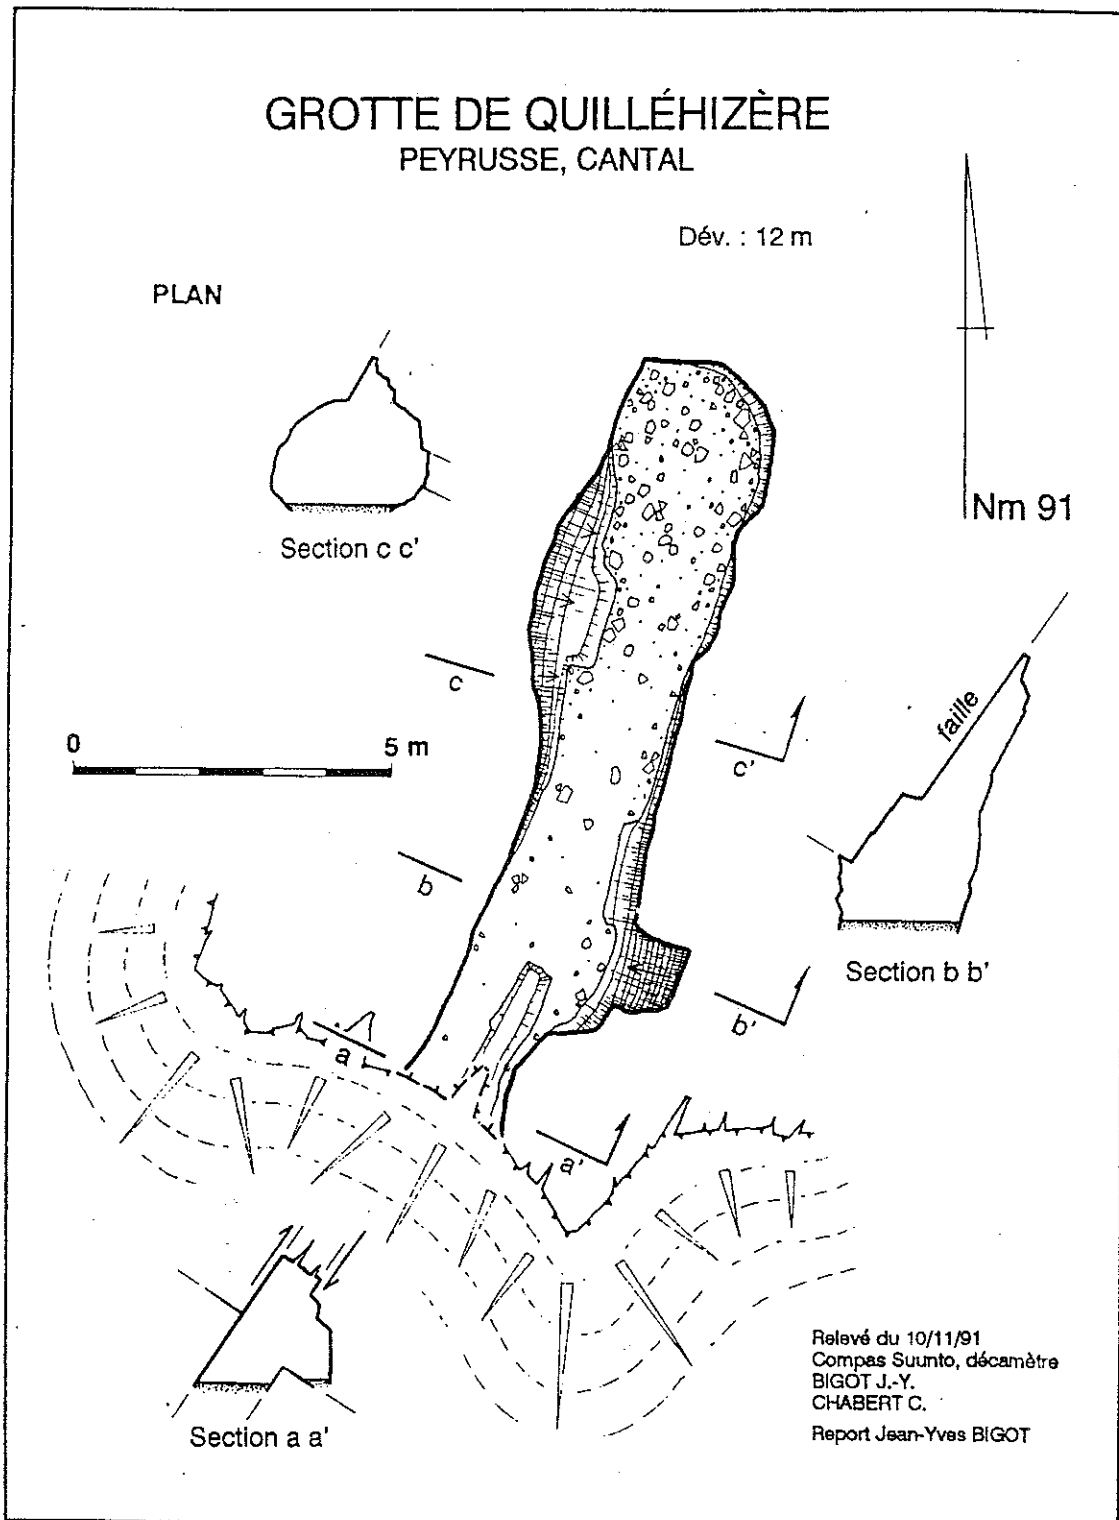 GROTTE DE QUILLÉHIZÈRE
PEYRUSSE, CANTAL
Dév. : 12 m
PLAN
Nm 91
Section c c'
c
c'
faille
0 5 m
b
b'
Section b b'
a
a'
Section a a'
Relevé du 10/11/91
Compas Suunto, décamètre
BIGOT J.-Y.
CHABERT C.
Report Jean-Yves BIGOT